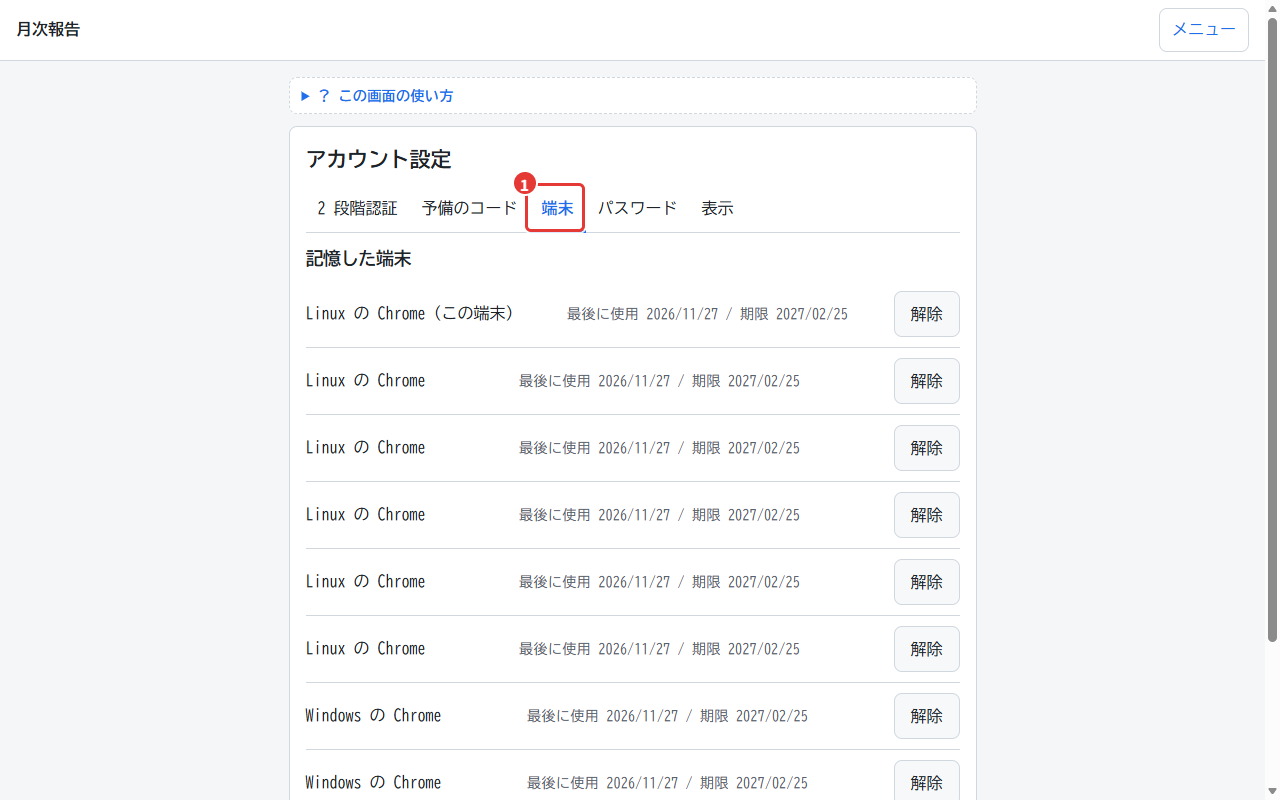 月次報告
メニュー
▶ ? この画面の使い方
アカウント設定
1
2 段階認証 予備のコード 端末 パスワード 表示
記憶した端末
Linux の Chrome（この端末） 最後に使用 2026/11/27 / 期限 2027/02/25 解除
Linux の Chrome 最後に使用 2026/11/27 / 期限 2027/02/25 解除
Linux の Chrome 最後に使用 2026/11/27 / 期限 2027/02/25 解除
Linux の Chrome 最後に使用 2026/11/27 / 期限 2027/02/25 解除
Linux の Chrome 最後に使用 2026/11/27 / 期限 2027/02/25 解除
Linux の Chrome 最後に使用 2026/11/27 / 期限 2027/02/25 解除
Windows の Chrome 最後に使用 2026/11/27 / 期限 2027/02/25 解除
Windows の Chrome 最後に使用 2026/11/27 / 期限 2027/02/25 解除